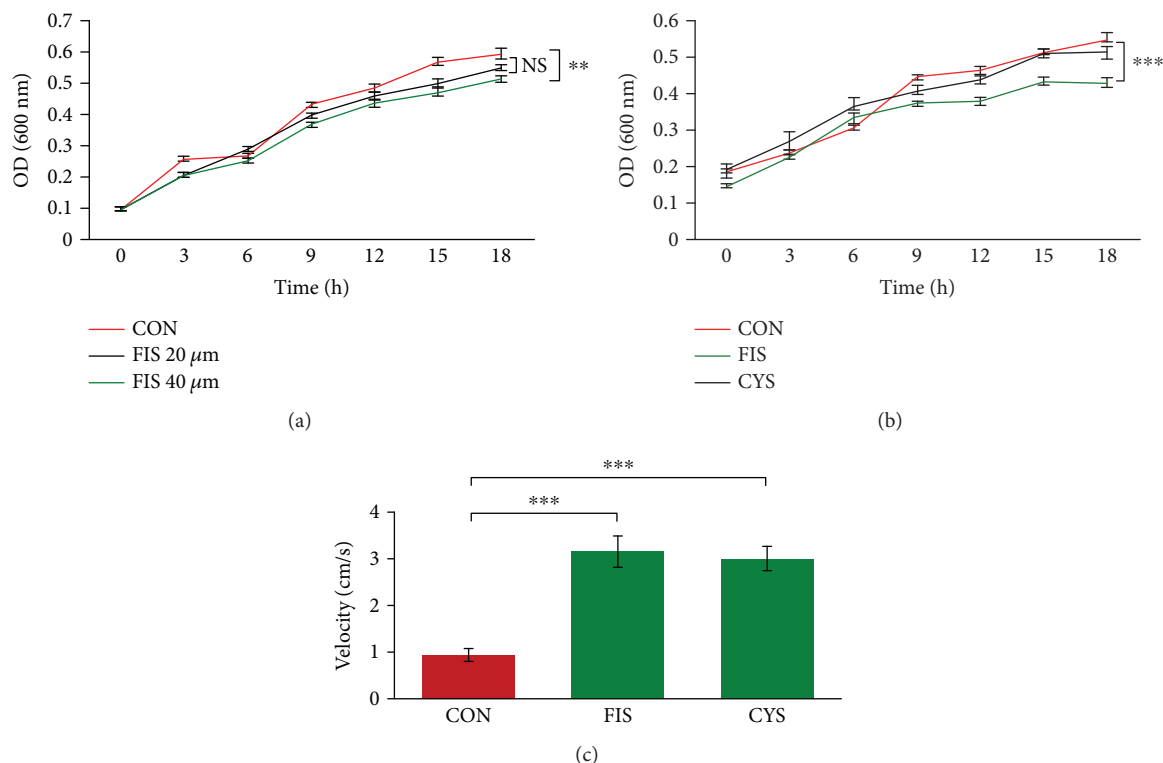 0.7
0.6
0.5
0.4
0.3
0.2
0.1
0
OD (600 nm)
0 3 6 9 12 15 18
Time (h)
NS
**
CON
FIS 20 μm
FIS 40 μm
(a)
0.6
0.5
0.4
0.3
0.2
0.1
0
OD (600 nm)
0 3 6 9 12 15 18
Time (h)
***
CON
FIS
CYS
(b)
***
***
4
3
2
1
0
Velocity (cm/s)
CON FIS CYS
(c)